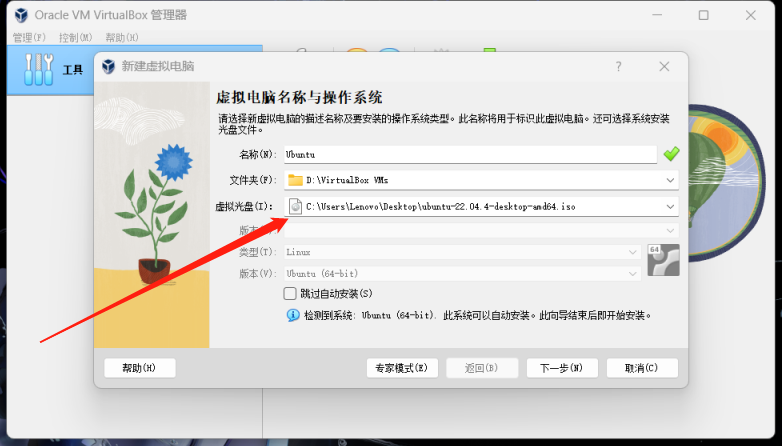 Oracle VM VirtualBox 管理器
管理(F) 控制(M) 帮助(H)
工具
新建虚拟电脑
虚拟电脑名称与操作系统
请选择新虚拟电脑的描述名称及要安装的操作系统类型。此名称将用于标识此虚拟电脑。还可选择系统安装
光盘文件。
名称(N): Ubuntu
文件夹(F): D:\VirtualBox VMs
虚拟光盘(I): C:\Users\Lenovo\Desktop\ubuntu-22.04.4-desktop-amd64.iso
版本
类型(T): Linux
64
版本(V): Ubuntu (64-bit)
跳过自动安装(S)
检测到系统: Ubuntu (64-bit). 此系统可以自动安装。此向导结束后即开始安装。
帮助(H) 专家模式(E) 返回(B) 下一步(N) 取消(C)